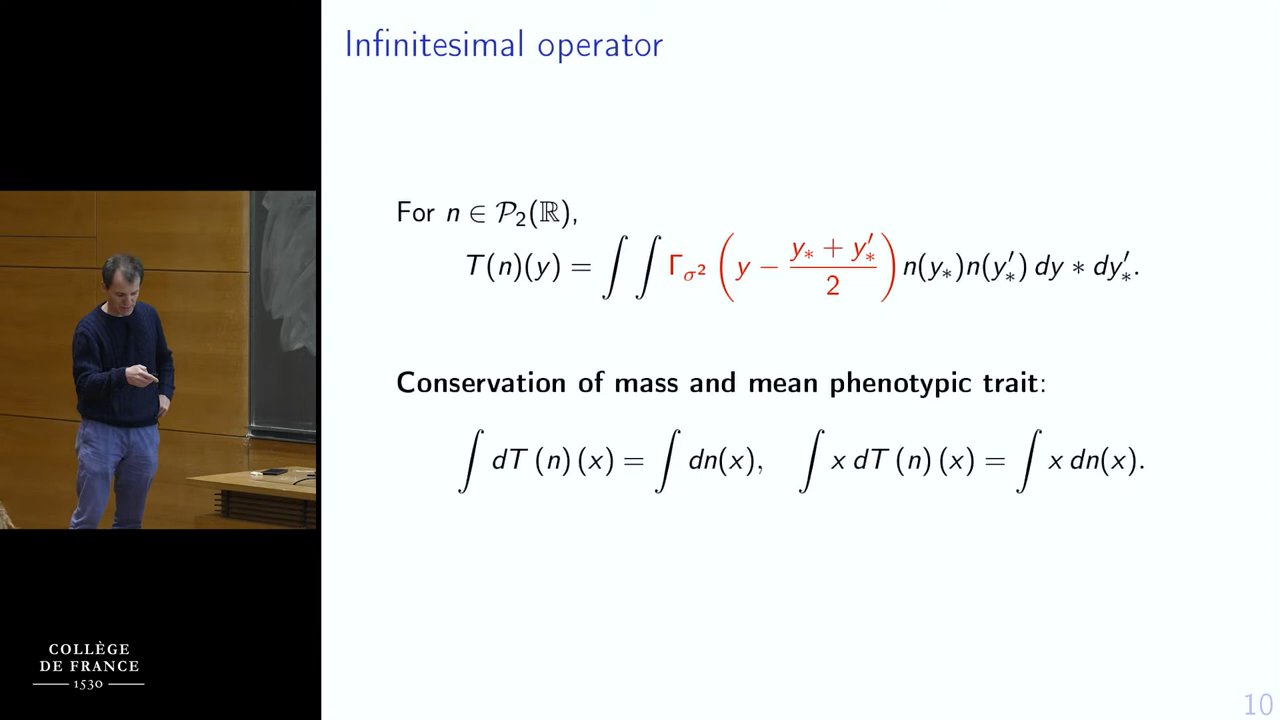 Infinitesimal operator
For n ∈ 𝒫₂(ℝ),
T(n)(y) = ∫ ∫ Γ_{σ²} ( y − (y_* + y'_*) / 2 ) n(y_*)n(y'_*) dy * dy'_*.
Conservation of mass and mean phenotypic trait:
∫ dT (n) (x) = ∫ dn(x), ∫ x dT (n) (x) = ∫ x dn(x).
COLLÈGE
DE FRANCE
1530
10